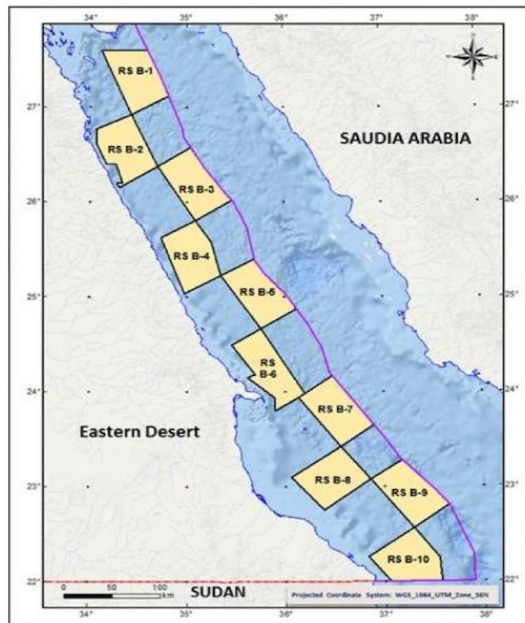 34° 35° 36° 37° 38°
RS B-1
27° 27°
SAUDIA ARABIA
RS B-2
RS B-3
26° 26°
RS B-4
RS B-5
25° 25°
RS
B-6
24° 24°
RS B-7
Eastern Desert
RS B-8
23° 23°
RS B-9
RS B-10
22° 22°
0 50 100
km
SUDAN
Projected Coordinate System: WGS_1984_UTM_Zone_36N
34° 35° 36° 37° 38°